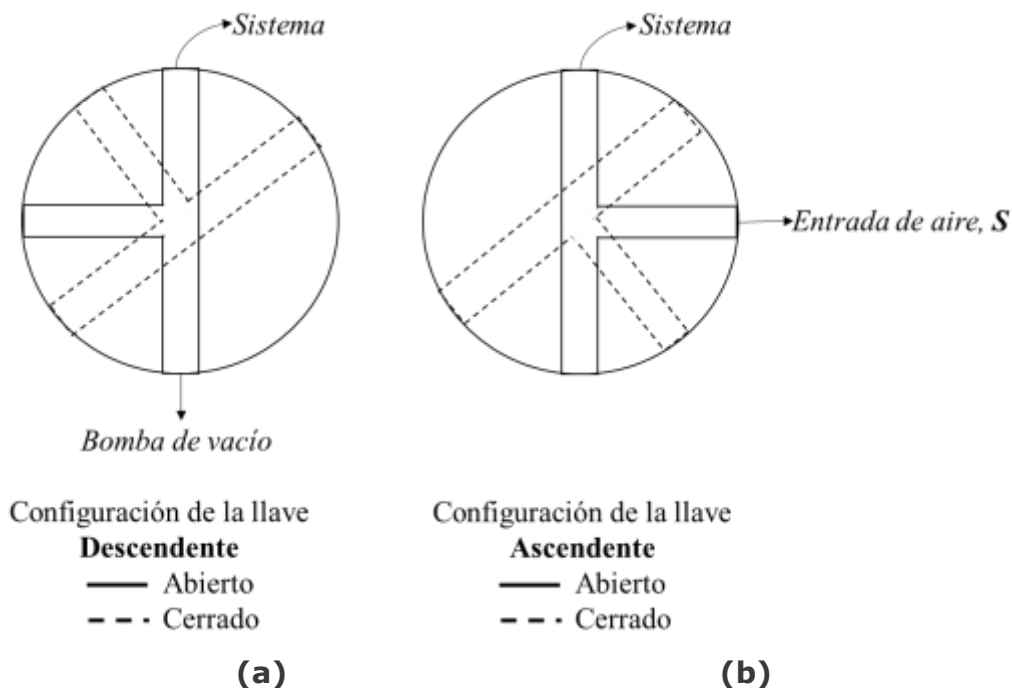 Sistema
Sistema
Entrada de aire, S
Bomba de vacío
Configuración de la llave
Descendente
Abierto
Cerrado
Configuración de la llave
Ascendente
Abierto
Cerrado
(a)
(b)